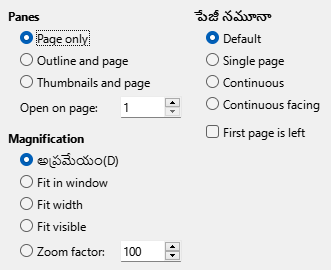 Panes
Page only
Outline and page
Thumbnails and page
Open on page: 1
Magnification
అప్రమేయం(D)
Fit in window
Fit width
Fit visible
Zoom factor: 100
పేజీ నమూనా
Default
Single page
Continuous
Continuous facing
First page is left